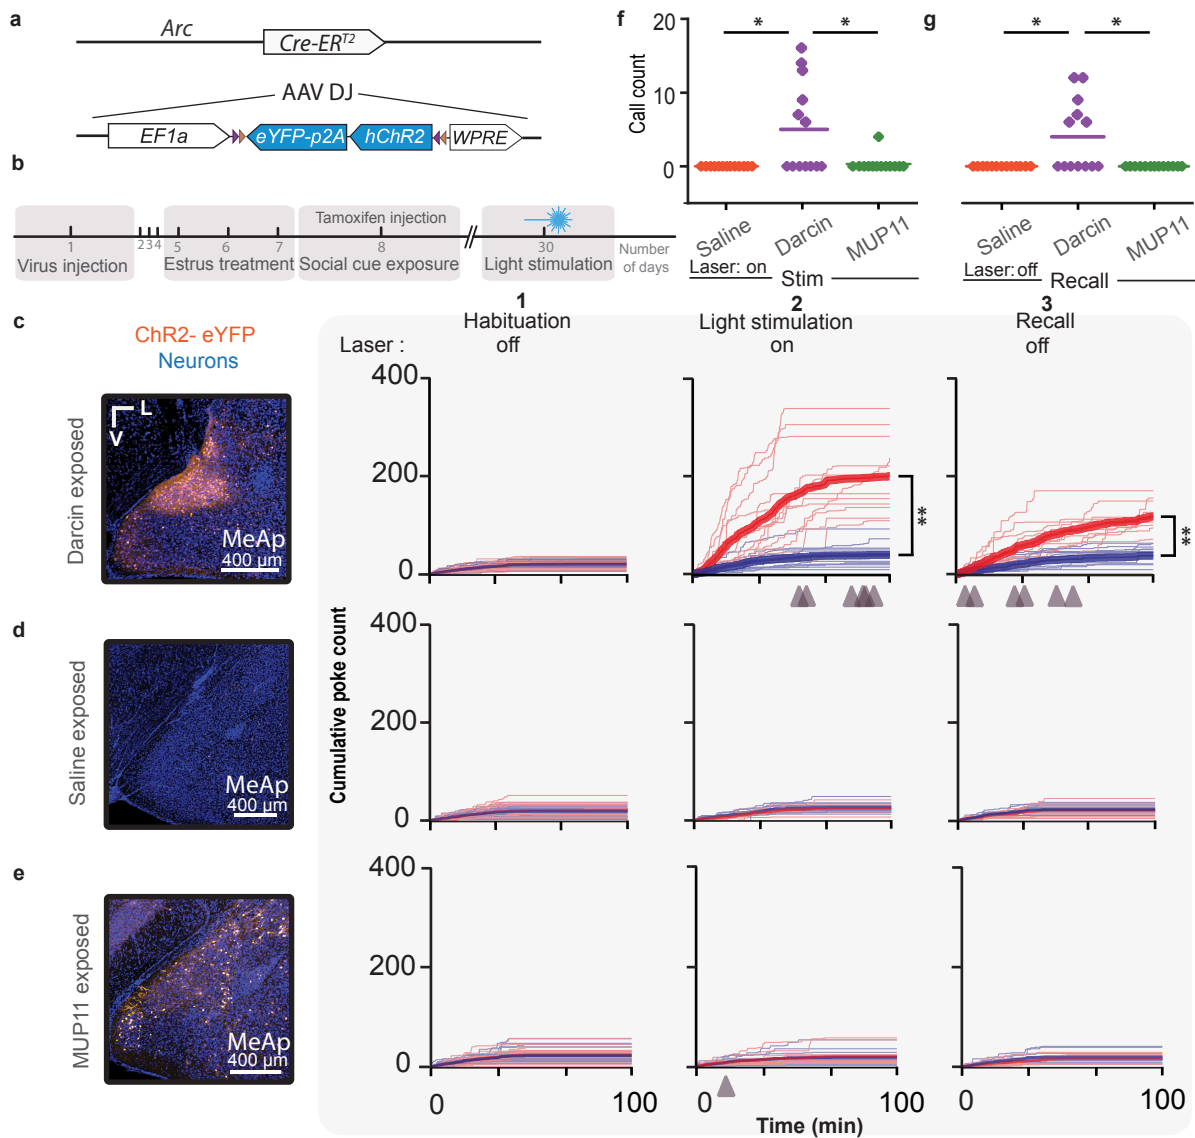 a
Arc
Cre-ER^T2
AAV DJ
EF1a
eYFP-p2A
hChR2
WPRE
b
Tamoxifen injection
1
2 3 4
5
6
7
8
30
Number of days
Virus injection
Estrus treatment
Social cue exposure
Light stimulation
f
Call count
20
10
0
*
*
Saline
Darcin
MUP11
Laser: on
Stim
g
*
*
Saline
Darcin
MUP11
Laser: off
Recall
c
ChR2- eYFP
Neurons
Darcin exposed
L
V
MeAp
400 µm
1
Habituation
2
Light stimulation
3
Recall
Laser :
off
on
off
400
200
0
**
**
d
Saline exposed
MeAp
400 µm
Cumulative poke count
400
200
0
e
MUP11 exposed
MeAp
400 µm
400
200
0
0
100
0
100
0
100
Time (min)